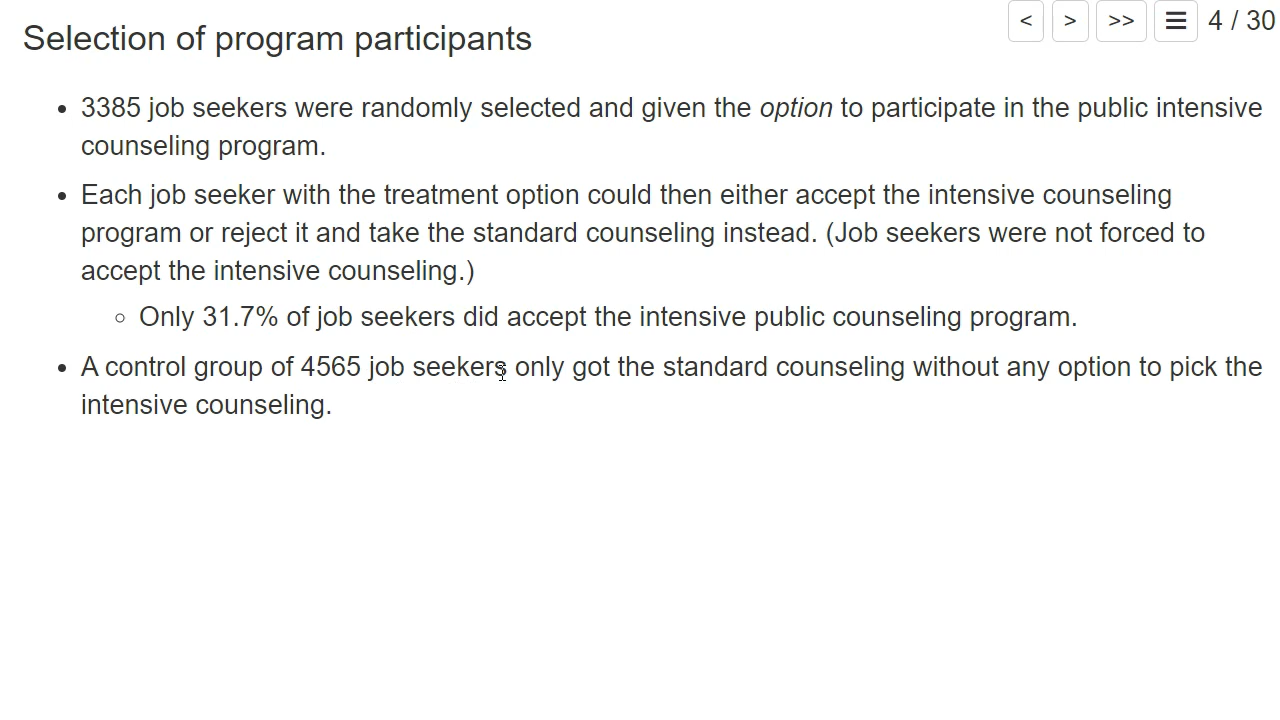 Selection of program participants
< > >> ☰ 4 / 30
• 3385 job seekers were randomly selected and given the option to participate in the public intensive
counseling program.
• Each job seeker with the treatment option could then either accept the intensive counseling
program or reject it and take the standard counseling instead. (Job seekers were not forced to
accept the intensive counseling.)
◦ Only 31.7% of job seekers did accept the intensive public counseling program.
• A control group of 4565 job seekers only got the standard counseling without any option to pick the
intensive counseling.